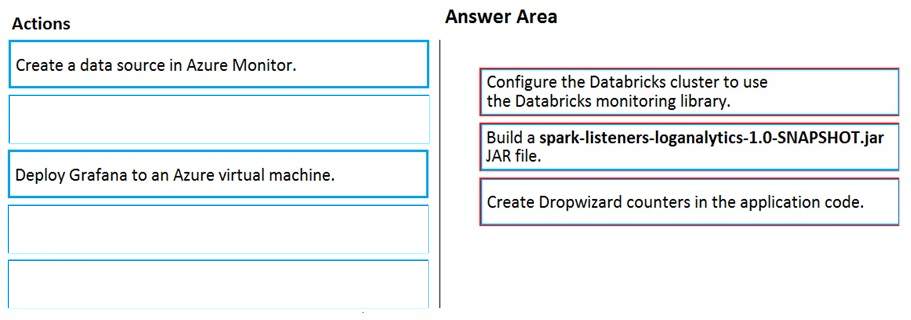 Actions
Create a data source in Azure Monitor.
Deploy Grafana to an Azure virtual machine.
Answer Area
Configure the Databricks cluster to use
the Databricks monitoring library.
Build a spark-listeners-loganalytics-1.0-SNAPSHOT.jar
JAR file.
Create Dropwizard counters in the application code.